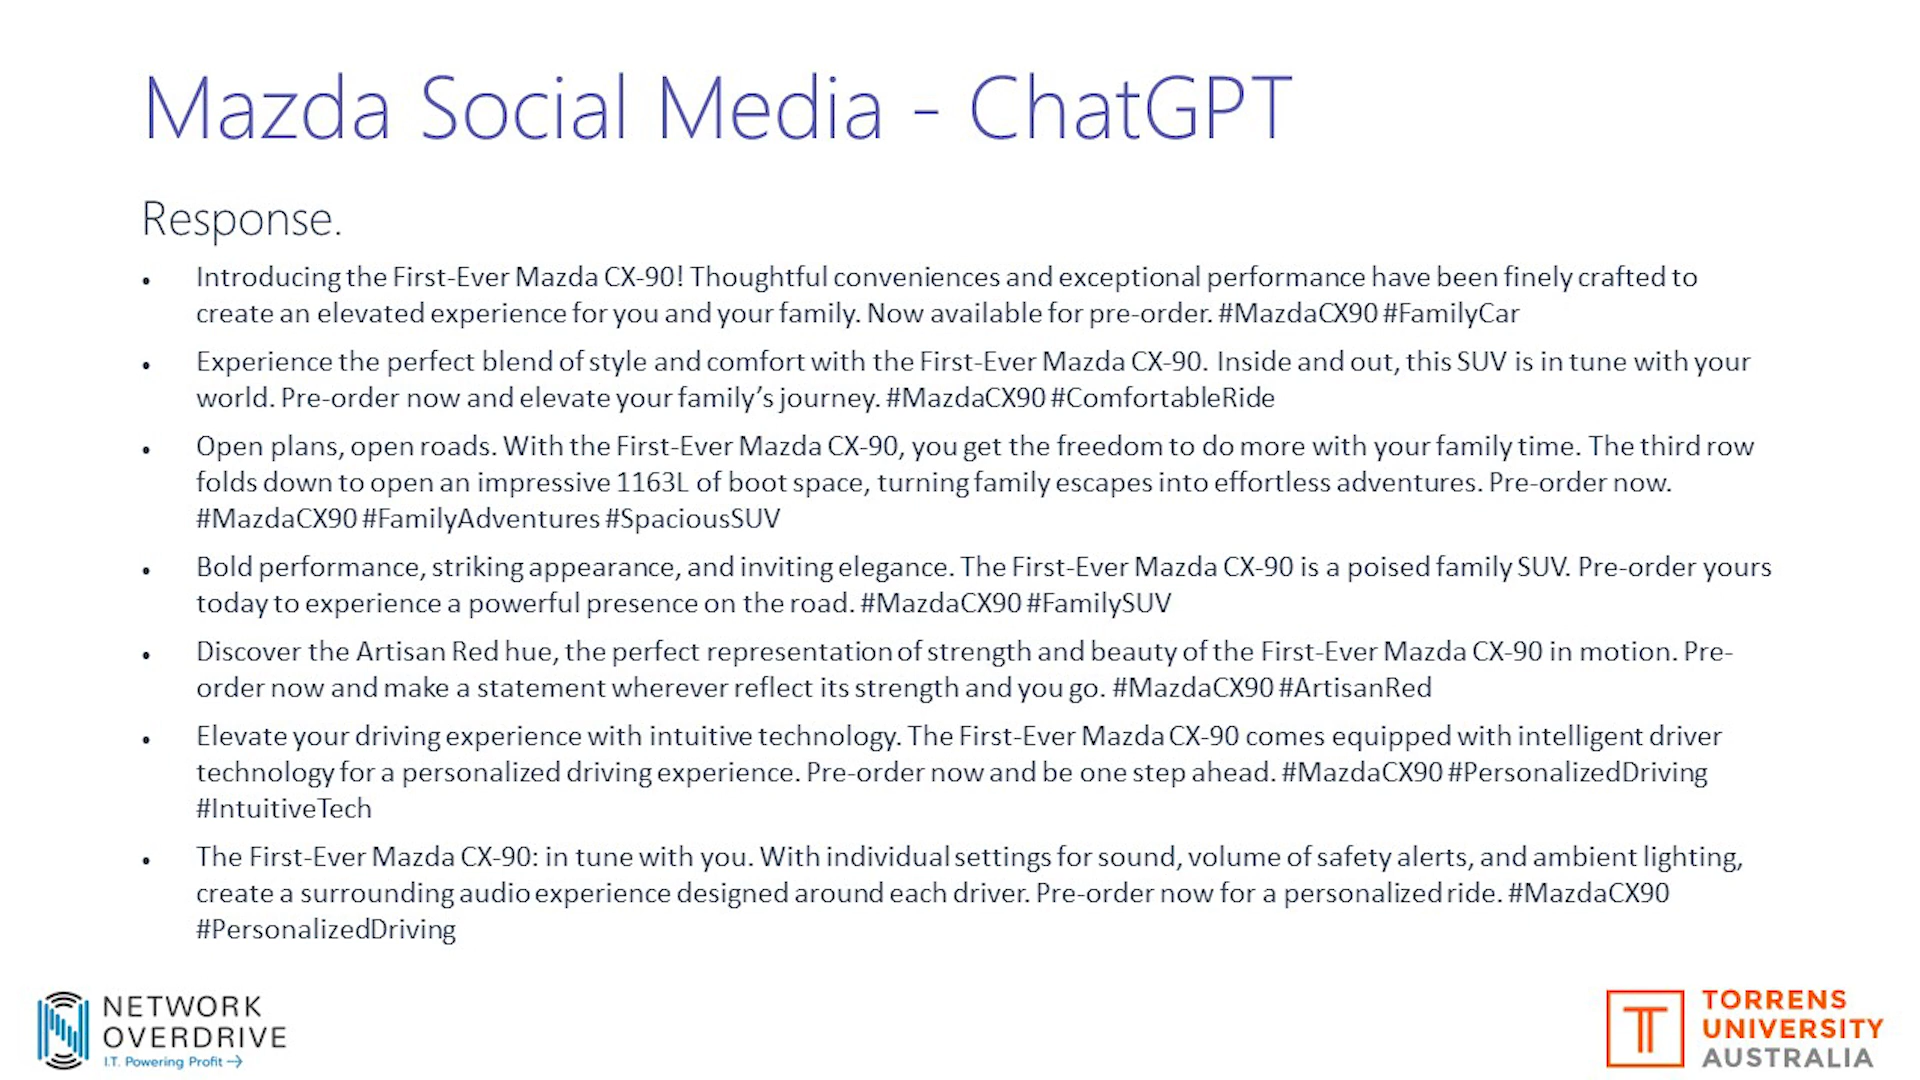 Mazda Social Media - ChatGPT
Response.
• Introducing the First-Ever Mazda CX-90! Thoughtful conveniences and exceptional performance have been finely crafted to
create an elevated experience for you and your family. Now available for pre-order. #MazdaCX90 #FamilyCar
• Experience the perfect blend of style and comfort with the First-Ever Mazda CX-90. Inside and out, this SUV is in tune with your
world. Pre-order now and elevate your family’s journey. #MazdaCX90 #ComfortableRide
• Open plans, open roads. With the First-Ever Mazda CX-90, you get the freedom to do more with your family time. The third row
folds down to open an impressive 1163L of boot space, turning family escapes into effortless adventures. Pre-order now.
#MazdaCX90 #FamilyAdventures #SpaciousSUV
• Bold performance, striking appearance, and inviting elegance. The First-Ever Mazda CX-90 is a poised family SUV. Pre-order yours
today to experience a powerful presence on the road. #MazdaCX90 #FamilySUV
• Discover the Artisan Red hue, the perfect representation of strength and beauty of the First-Ever Mazda CX-90 in motion. Pre-
order now and make a statement wherever reflect its strength and you go. #MazdaCX90 #ArtisanRed
• Elevate your driving experience with intuitive technology. The First-Ever Mazda CX-90 comes equipped with intelligent driver
technology for a personalized driving experience. Pre-order now and be one step ahead. #MazdaCX90 #PersonalizedDriving
#IntuitiveTech
• The First-Ever Mazda CX-90: in tune with you. With individual settings for sound, volume of safety alerts, and ambient lighting,
create a surrounding audio experience designed around each driver. Pre-order now for a personalized ride. #MazdaCX90
#PersonalizedDriving
NETWORK
OVERDRIVE
I.T. Powering Profit →
TORRENS
UNIVERSITY
AUSTRALIA